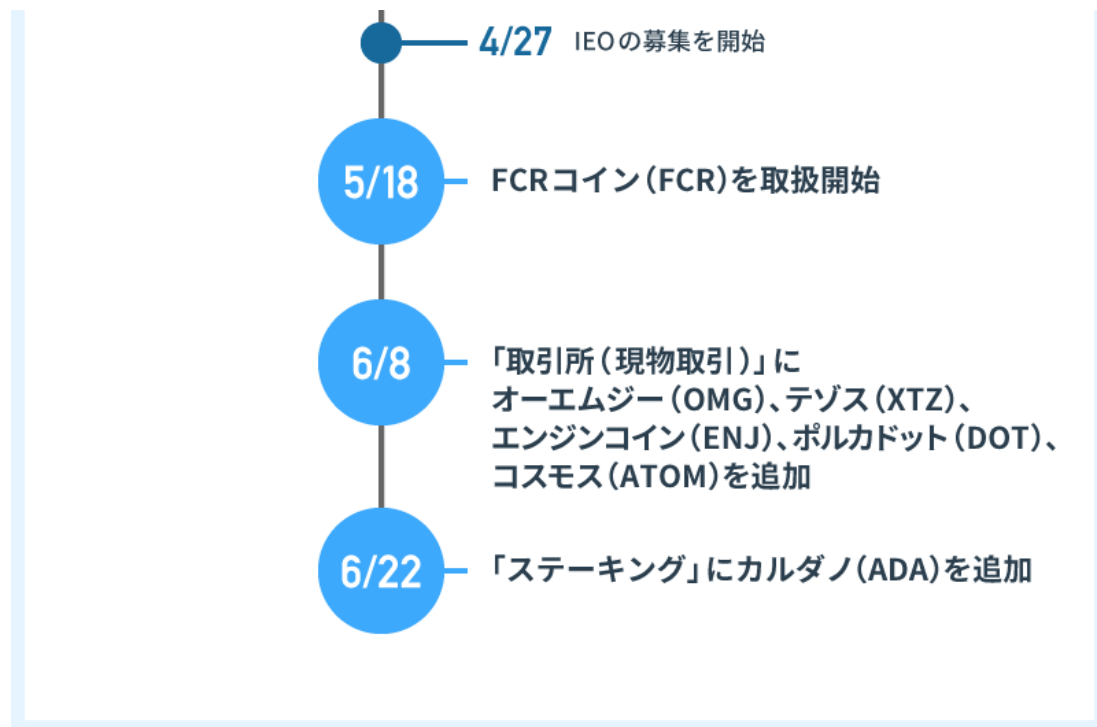 4/27 IEOの募集を開始
5/18 FCRコイン(FCR)を取扱開始
6/8 「取引所(現物取引)」に
オーエムジー(OMG)、テゾス(XTZ)、
エンジンコイン(ENJ)、ポルカドット(DOT)、
コスモス(ATOM)を追加
6/22 「ステーキング」にカルダノ(ADA)を追加